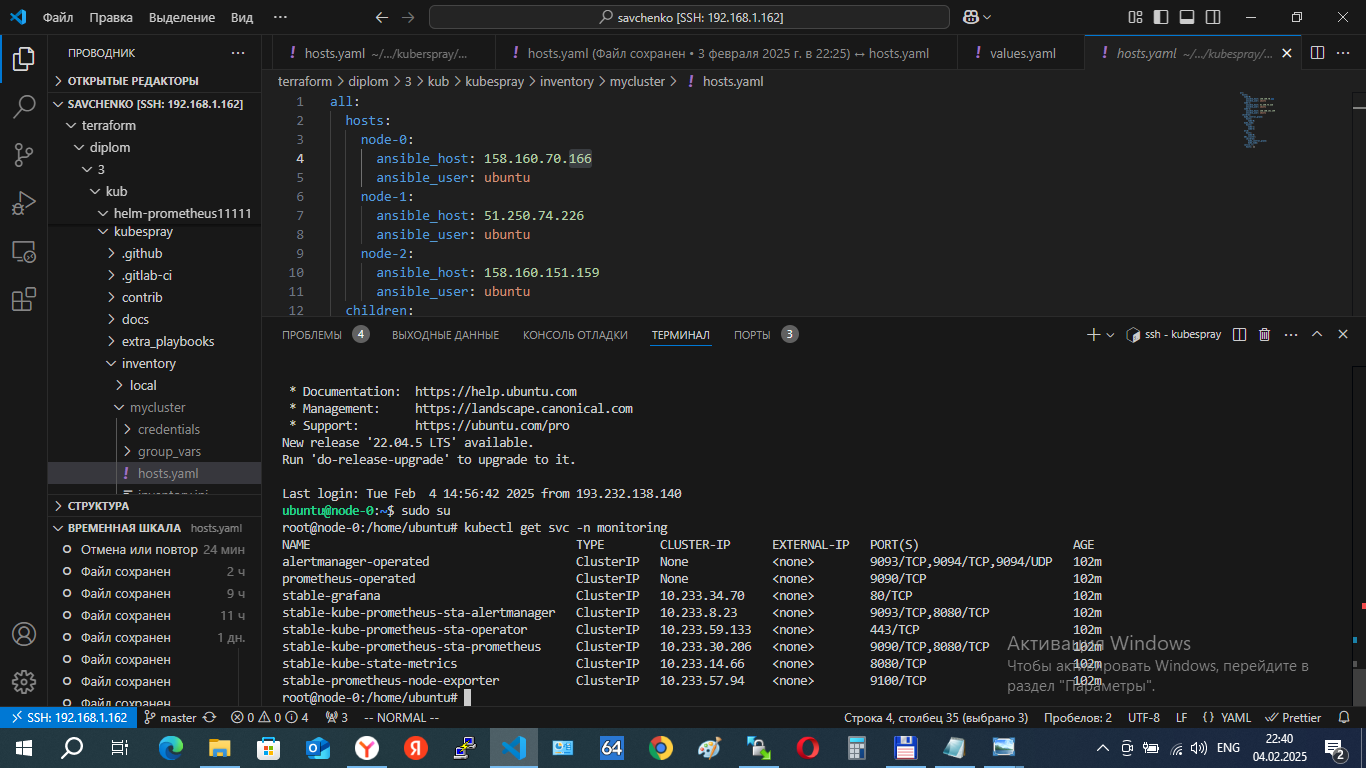 Файл Правка Выделение Вид ···
savchenko [SSH: 192.168.1.162]
ПРОВОДНИК ···
ОТКРЫТЫЕ РЕДАКТОРЫ
SAVCHENKO [SSH: 192.168.1.162]
terraform
diplom
3
kub
helm-prometheus11111
kubespray
.github
.gitlab-ci
contrib
docs
extra_playbooks
inventory
local
mycluster
credentials
group_vars
! hosts.yaml
СТРУКТУРА
ВРЕМЕННАЯ ШКАЛА hosts.yaml
Отмена или повтор 24 мин
Файл сохранен 2 ч
Файл сохранен 9 ч
Файл сохранен 11 ч
Файл сохранен 1 дн.
Файл сохранен
Файл сохранен
Файл сохранен
! hosts.yaml ~/.../kuberspray/...
! hosts.yaml (Файл сохранен • 3 февраля 2025 г. в 22:25) ↔ hosts.yaml
! values.yaml
! hosts.yaml ~/.../kubespray/...
terraform > diplom > 3 > kub > kubespray > inventory > mycluster > ! hosts.yaml
1 all:
2 hosts:
3 node-0:
4 ansible_host: 158.160.70.166
5 ansible_user: ubuntu
6 node-1:
7 ansible_host: 51.250.74.226
8 ansible_user: ubuntu
9 node-2:
10 ansible_host: 158.160.151.159
11 ansible_user: ubuntu
12 children:
ПРОБЛЕМЫ 4 ВЫХОДНЫЕ ДАННЫЕ КОНСОЛЬ ОТЛАДКИ ТЕРМИНАЛ ПОРТЫ 3
ssh - kubespray
* Documentation: https://help.ubuntu.com
* Management: https://landscape.canonical.com
* Support: https://ubuntu.com/pro
New release '22.04.5 LTS' available.
Run 'do-release-upgrade' to upgrade to it.
Last login: Tue Feb 4 14:56:42 2025 from 193.232.138.140
ubuntu@node-0:~$ sudo su
root@node-0:/home/ubuntu# kubectl get svc -n monitoring
NAME TYPE CLUSTER-IP EXTERNAL-IP PORT(S) AGE
alertmanager-operated ClusterIP None <none> 9093/TCP,9094/TCP,9094/UDP 102m
prometheus-operated ClusterIP None <none> 9090/TCP 102m
stable-grafana ClusterIP 10.233.34.70 <none> 80/TCP 102m
stable-kube-prometheus-sta-alertmanager ClusterIP 10.233.8.23 <none> 9093/TCP,8080/TCP 102m
stable-kube-prometheus-sta-operator ClusterIP 10.233.59.133 <none> 443/TCP 102m
stable-kube-prometheus-sta-prometheus ClusterIP 10.233.30.206 <none> 9090/TCP,8080/TCP 102m
stable-kube-state-metrics ClusterIP 10.233.14.66 <none> 8080/TCP 102m
stable-prometheus-node-exporter ClusterIP 10.233.57.94 <none> 9100/TCP 102m
root@node-0:/home/ubuntu#
Активация Windows
Чтобы активировать Windows, перейдите в
раздел "Параметры".
SSH: 192.168.1.162 master 0 0 4 3 -- NORMAL --
Строка 4, столбец 35 (выбрано 3) Пробелов: 2 UTF-8 LF {} YAML Prettier
64
ENG
22:40
04.02.2025
2